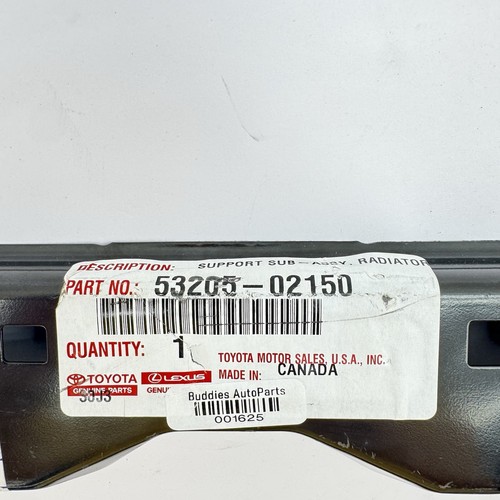 DESCRIPTION: SUPPORT SUB-ASSY, RADIATOR
PART NO.: 53205-02150
QUANTITY: 1
TOYOTA MOTOR SALES, U.S.A., INC.
MADE IN: CANADA
TOYOTA LEXUS
GENUINE PARTS GENU
Buddies AutoParts
001625